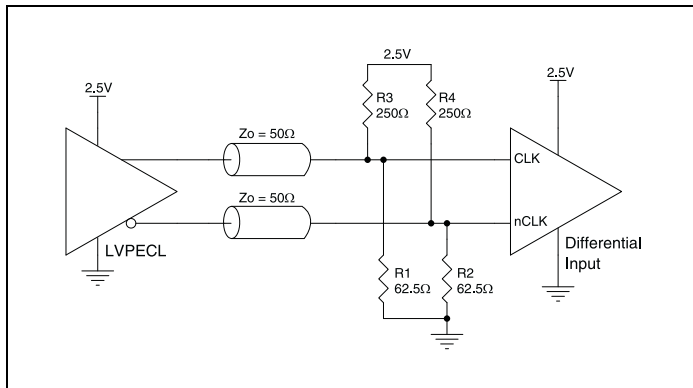 2.5V
2.5V
2.5V
R3
250Ω
R4
250Ω
Zo = 50Ω
CLK
Zo = 50Ω
nCLK
LVPECL
Differential
Input
R1
62.5Ω
R2
62.5Ω